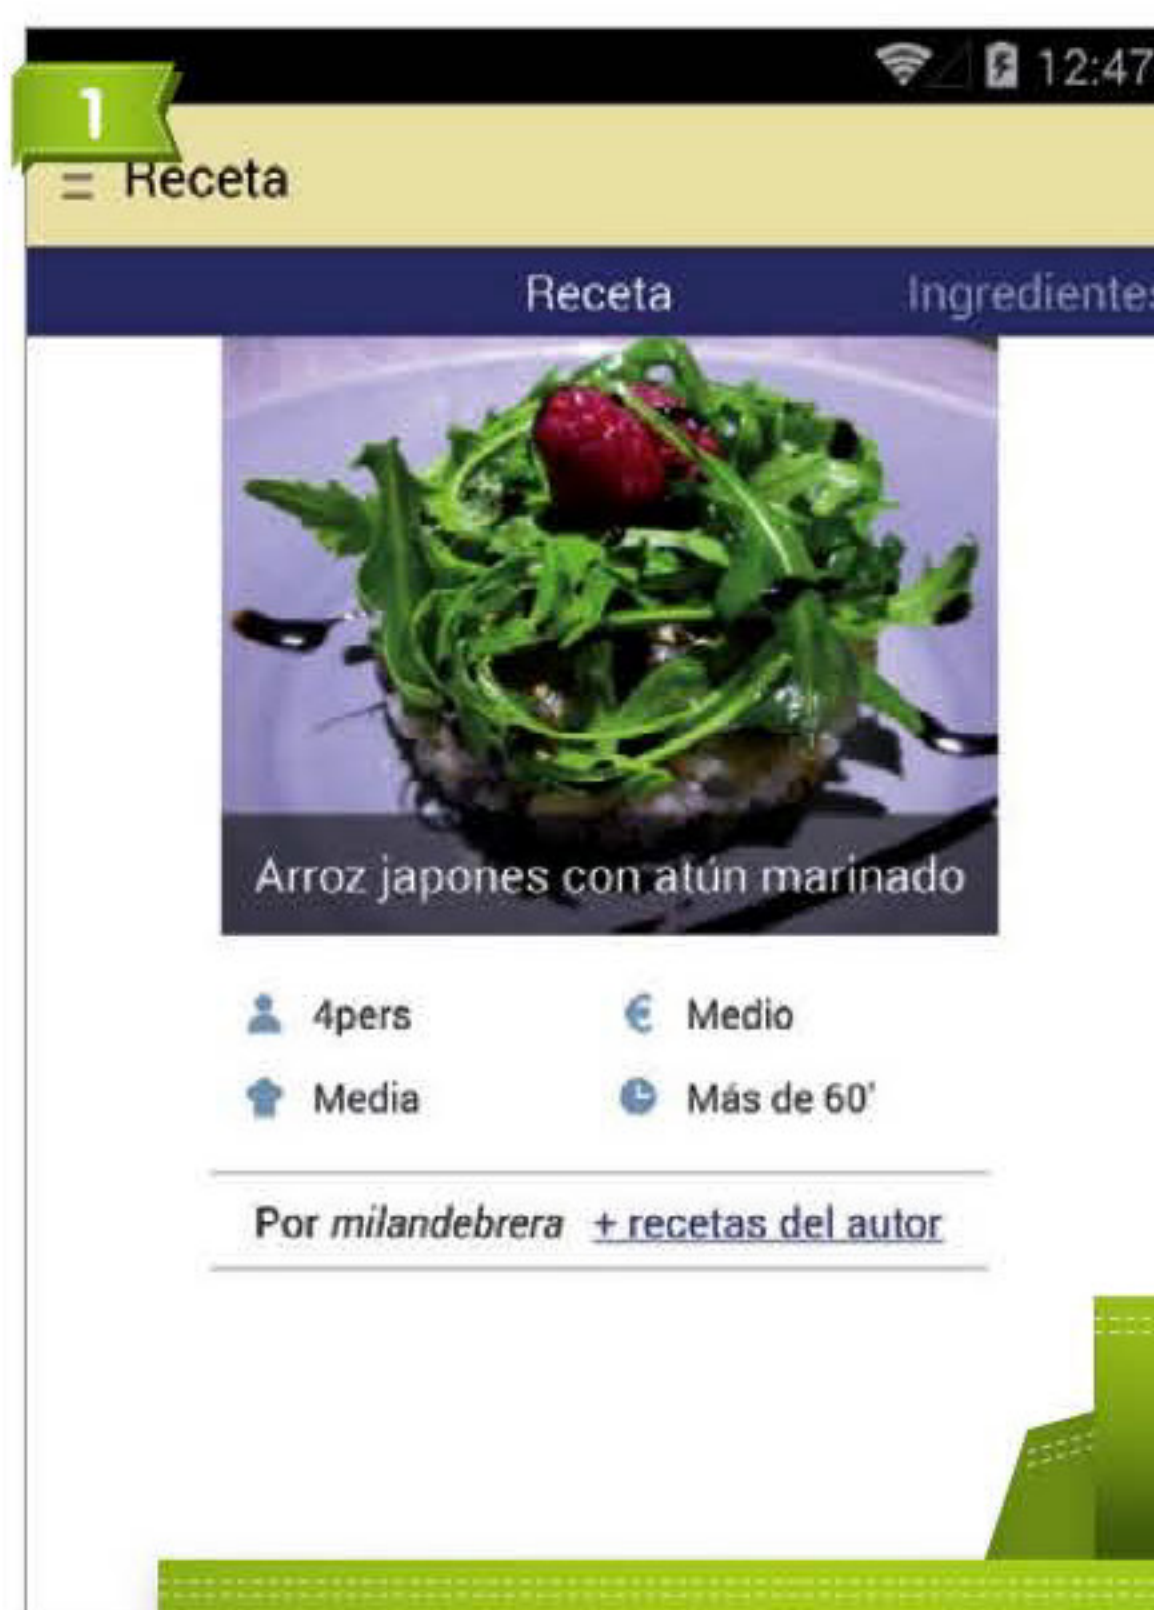 12:47
1
Receta
Receta Ingredientes
Arroz japones con atún marinado
4pers € Medio
Media Más de 60'
Por milandebrera + recetas del autor